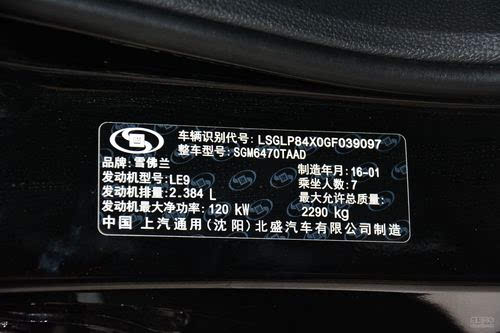 车辆识别代号: LSGLP84X0GF039097
整车型号: SGM6470TAAD
品牌: 雪佛兰 制造年月: 16-01
发动机型号: LE9 乘坐人数: 7
发动机排量: 2.384 L 最大允许总质量:
发动机最大净功率: 120 kW 2290 kg
中国 上汽通用(沈阳)北盛汽车有限公司制造